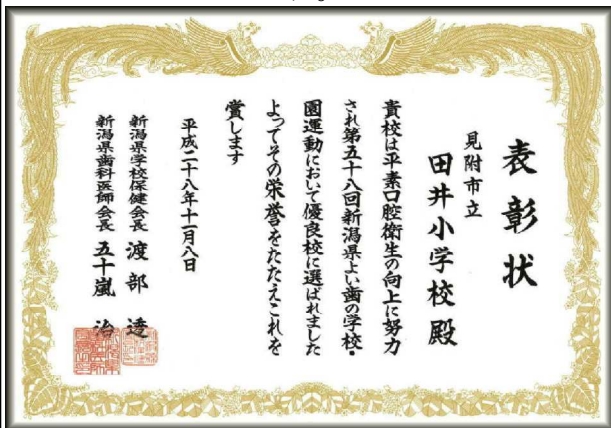 表彰状
見附市立
田井小学校殿
貴校は平素口腔衛生の向上に努力
され第五十八回新潟県よい歯の学校・
園運動において優良校に選ばれました
よってその栄誉をたたえこれを
賞します
平成二十八年十一月八日
新潟県学校保健会長 渡部 透
新潟県歯科医師会長 五十嵐 治